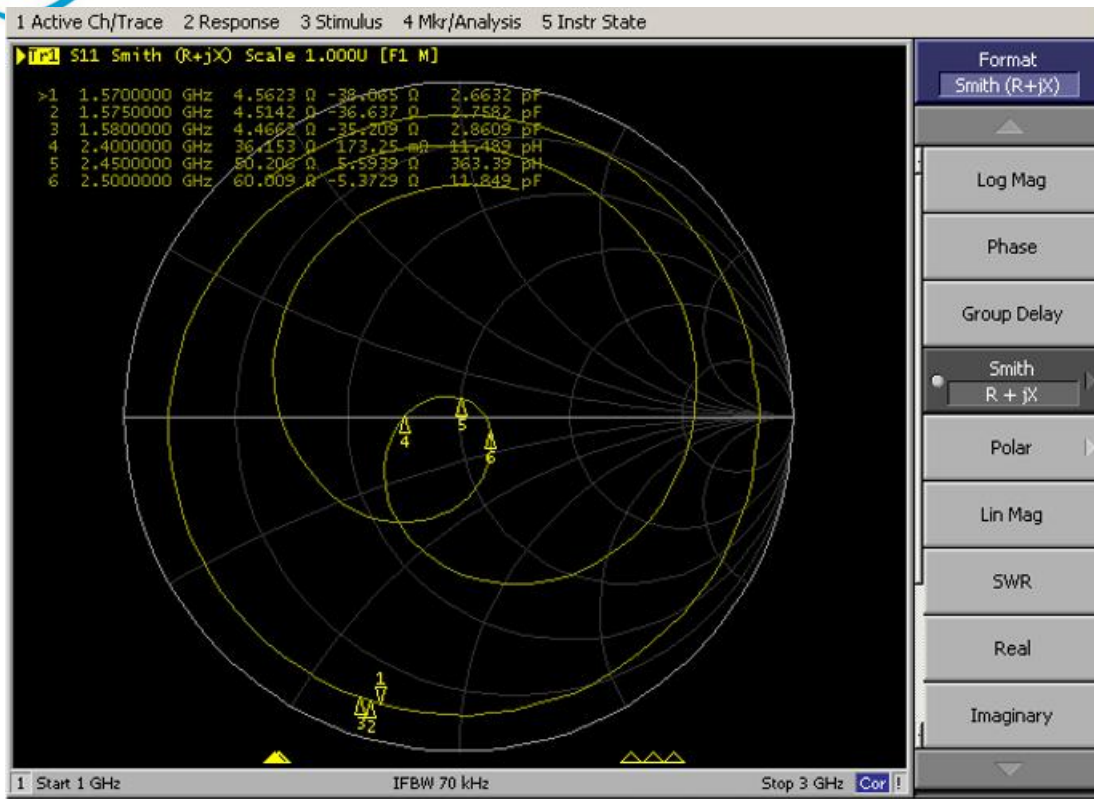 1 Active Ch/Trace 2 Response 3 Stimulus 4 Mkr/Analysis 5 Instr State
Tr1 S11 Smith (R+jX) Scale 1.000U [F1 M]
>1 1.5700000 GHz 4.5623 Ω -38.065 Ω 2.6632 pF
2 1.5750000 GHz 4.5142 Ω -36.637 Ω 2.7582 pF
3 1.5800000 GHz 4.4662 Ω -35.209 Ω 2.8609 pF
4 2.4000000 GHz 36.153 Ω 173.25 mΩ 11.489 pH
5 2.4500000 GHz 50.206 Ω 5.5939 Ω 363.39 pH
6 2.5000000 GHz 60.009 Ω -5.3729 Ω 11.849 pF
4
5
6
1
3
2
1 Start 1 GHz IFBW 70 kHz Stop 3 GHz Cor !
Format
Smith (R+jX)
Log Mag
Phase
Group Delay
Smith
R + jX
Polar
Lin Mag
SWR
Real
Imaginary